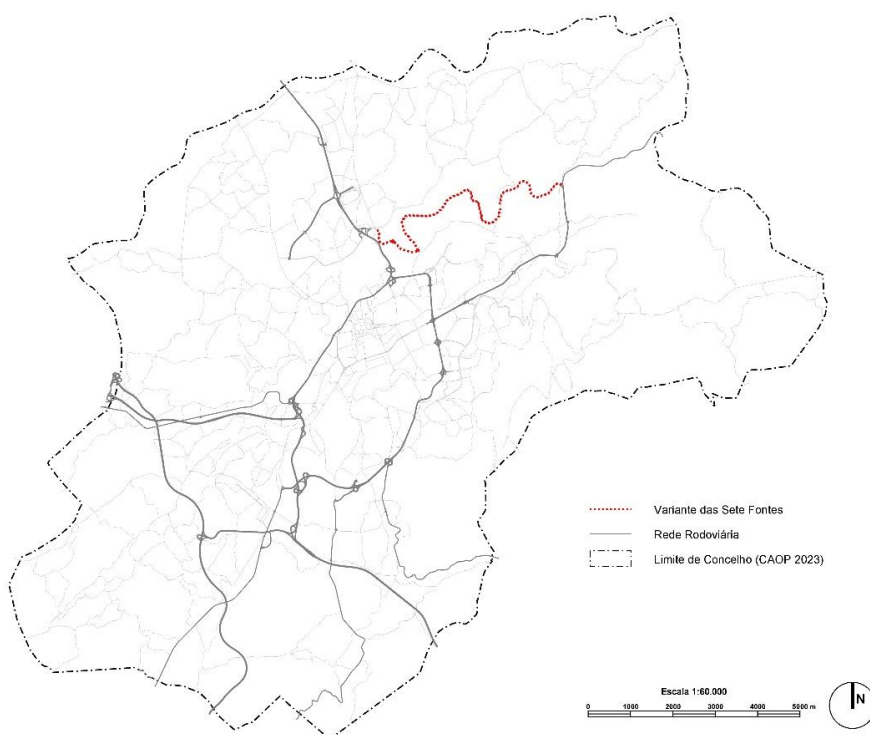 Variante das Sete Fontes
Rede Rodoviária
Limite de Concelho (CAOP 2023)
Escala 1:60.000
0 1000 2000 3000 4000 5000 m
N